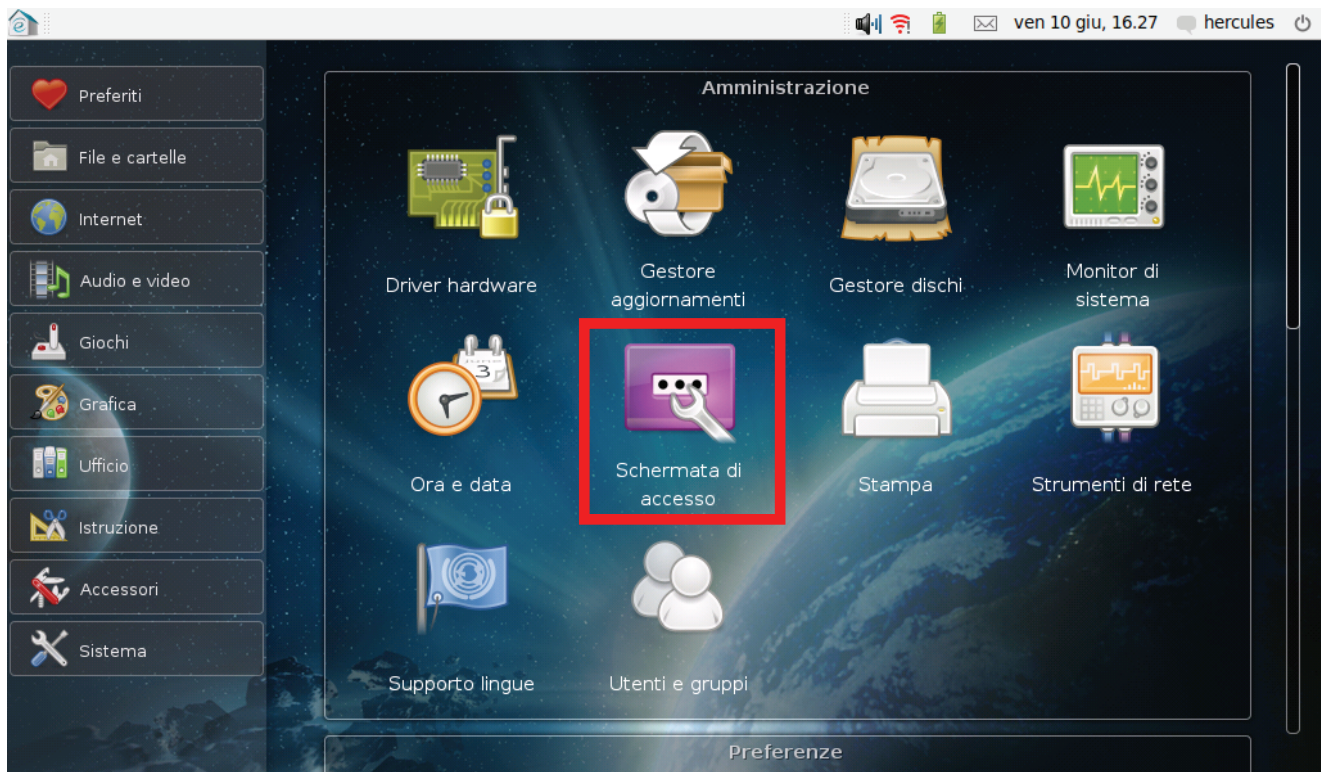 ven 10 giu, 16.27 hercules
Preferiti
File e cartelle
Internet
Audio e video
Giochi
Grafica
Ufficio
Istruzione
Accessori
Sistema
Amministrazione
Driver hardware
Gestore
aggiornamenti
Gestore dischi
Monitor di
sistema
June
3
Ora e data
Schermata di
accesso
Stampa
Strumenti di rete
Supporto lingue
Utenti e gruppi
Preferenze